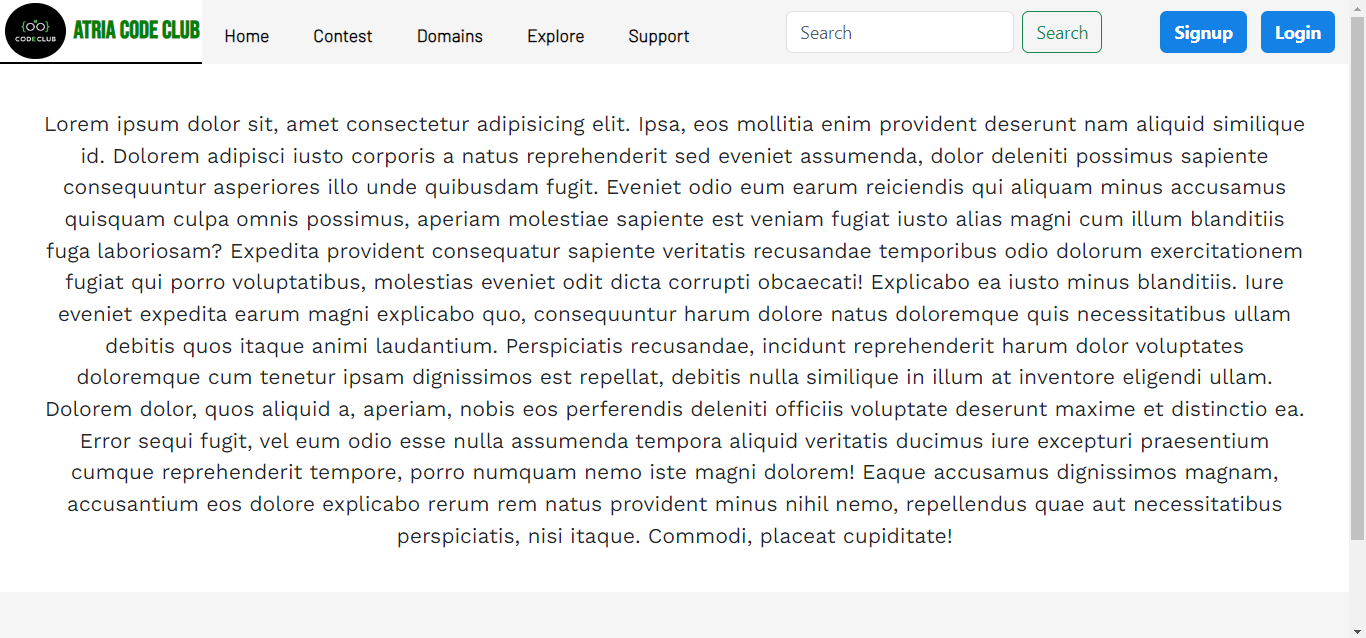 {oo}
CODECLUB
ATRIA CODE CLUB
Home Contest Domains Explore Support
Search Search Signup Login
Lorem ipsum dolor sit, amet consectetur adipisicing elit. Ipsa, eos mollitia enim provident deserunt nam aliquid similique
id. Dolorem adipisci iusto corporis a natus reprehenderit sed eveniet assumenda, dolor deleniti possimus sapiente
consequuntur asperiores illo unde quibusdam fugit. Eveniet odio eum earum reiciendis qui aliquam minus accusamus
quisquam culpa omnis possimus, aperiam molestiae sapiente est veniam fugiat iusto alias magni cum illum blanditiis
fuga laboriosam? Expedita provident consequatur sapiente veritatis recusandae temporibus odio dolorum exercitationem
fugiat qui porro voluptatibus, molestias eveniet odit dicta corrupti obcaecati! Explicabo ea iusto minus blanditiis. Iure
eveniet expedita earum magni explicabo quo, consequuntur harum dolore natus doloremque quis necessitatibus ullam
debitis quos itaque animi laudantium. Perspiciatis recusandae, incidunt reprehenderit harum dolor voluptates
doloremque cum tenetur ipsam dignissimos est repellat, debitis nulla similique in illum at inventore eligendi ullam.
Dolorem dolor, quos aliquid a, aperiam, nobis eos perferendis deleniti officiis voluptate deserunt maxime et distinctio ea.
Error sequi fugit, vel eum odio esse nulla assumenda tempora aliquid veritatis ducimus iure excepturi praesentium
cumque reprehenderit tempore, porro numquam nemo iste magni dolorem! Eaque accusamus dignissimos magnam,
accusantium eos dolore explicabo rerum rem natus provident minus nihil nemo, repellendus quae aut necessitatibus
perspiciatis, nisi itaque. Commodi, placeat cupiditate!